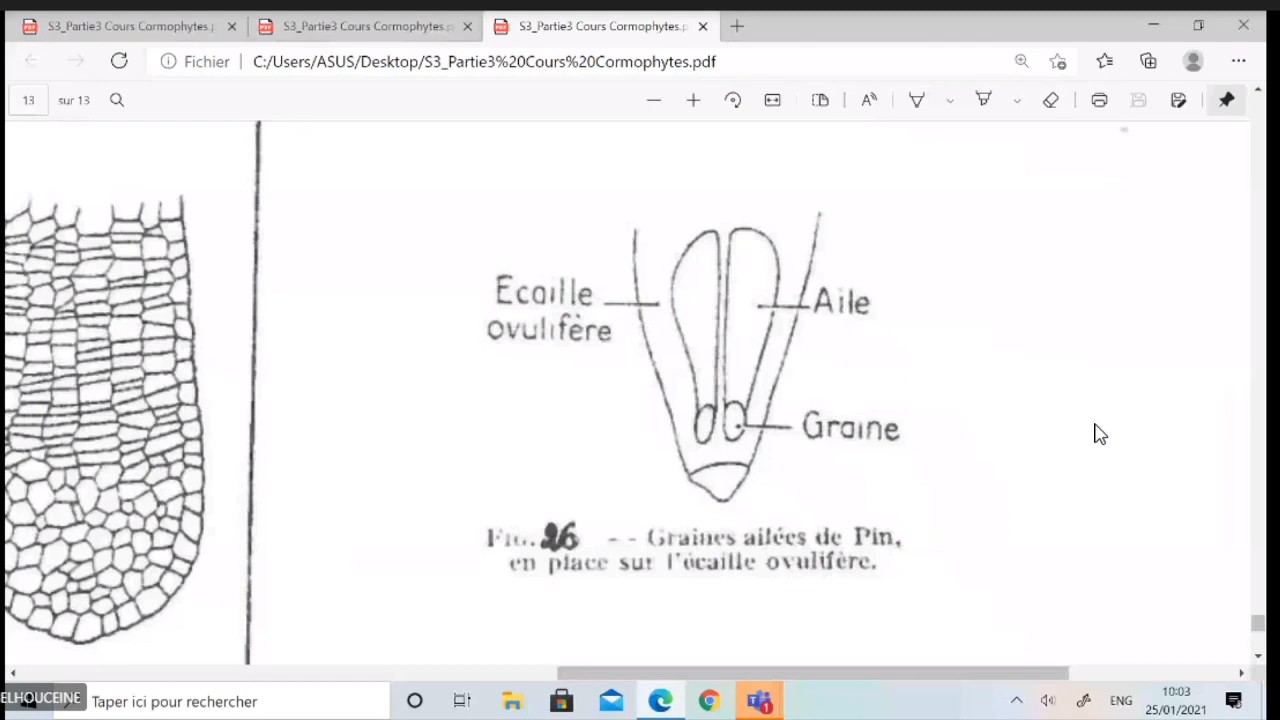 S3_Partie3 Cours Cormophytes.p
S3_Partie3 Cours Cormophytes.p
S3_Partie3 Cours Cormophytes.p
Fichier
C:/Users/ASUS/Desktop/S3_Partie3%20Cours%20Cormophytes.pdf
13 sur 13
Ecaille
ovulifère
Aile
Graine
FIG. 26 -- Graines ailées de Pin,
en place sur l'écaille ovulifère.
ELHOUCEINE
Taper ici pour rechercher
1
ENG
10:03
25/01/2021